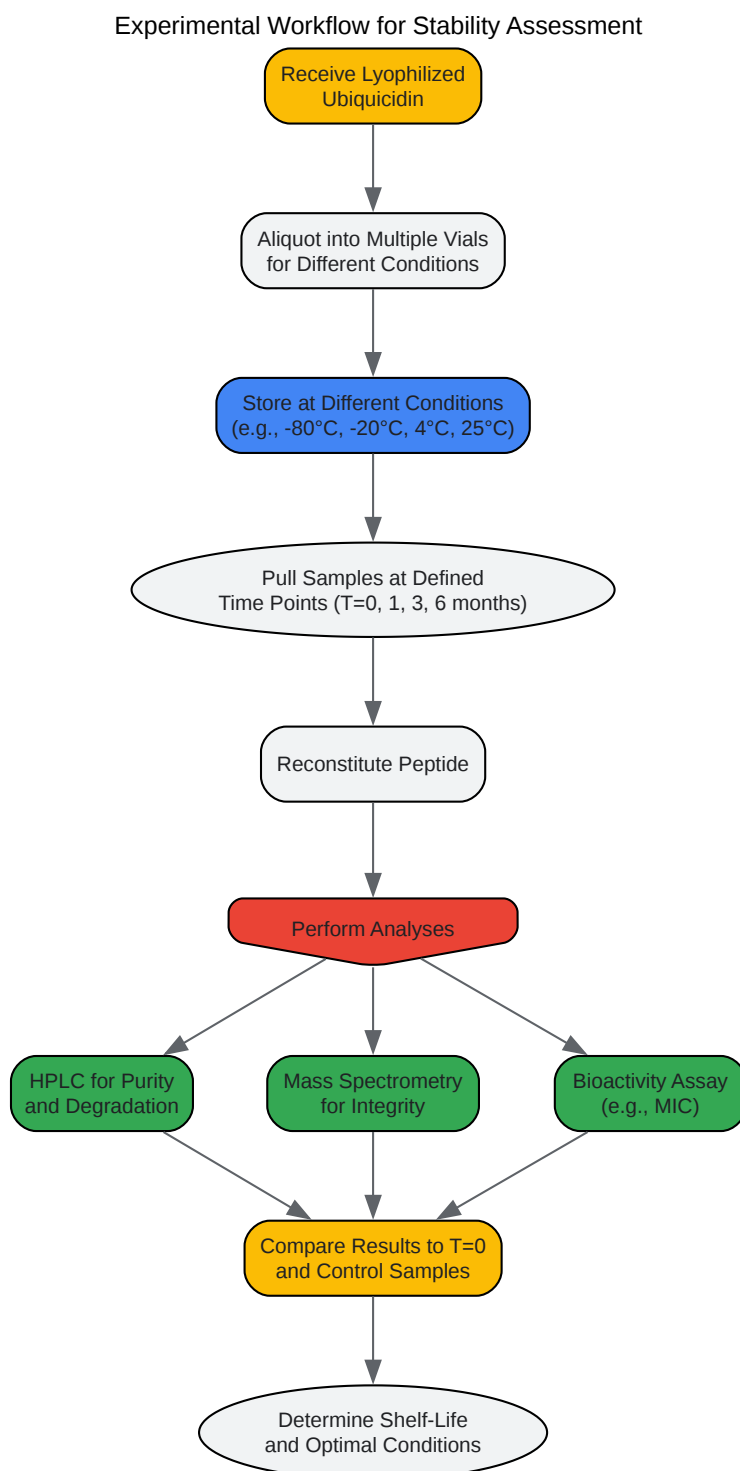 Experimental Workflow for Stability Assessment
Receive Lyophilized
Ubiquicidin
Aliquot into Multiple Vials
for Different Conditions
Store at Different Conditions
(e.g., -80°C, -20°C, 4°C, 25°C)
Pull Samples at Defined
Time Points (T=0, 1, 3, 6 months)
Reconstitute Peptide
Perform Analyses
HPLC for Purity
and Degradation
Mass Spectrometry
for Integrity
Bioactivity Assay
(e.g., MIC)
Compare Results to T=0
and Control Samples
Determine Shelf-Life
and Optimal Conditions